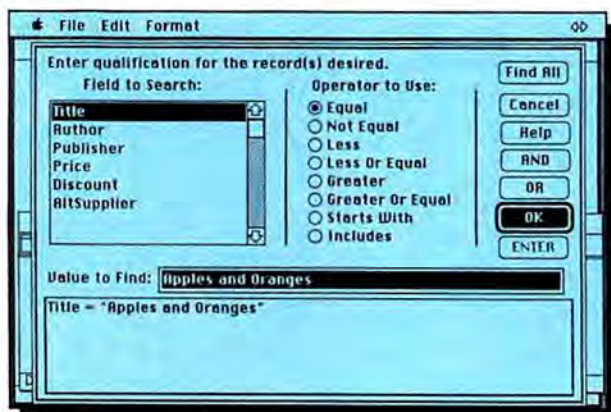 File Edit Format
Enter qualification for the record(s) desired.
Field to Search:
Title
Author
Publisher
Price
Discount
AltSupplier
Operator to Use:
Equal
Not Equal
Less
Less Or Equal
Greater
Greater Or Equal
Starts With
Includes
Find All
Cancel
Help
AND
OR
OK
ENTER
Value to Find: Apples and Oranges
Title = "Apples and Oranges"